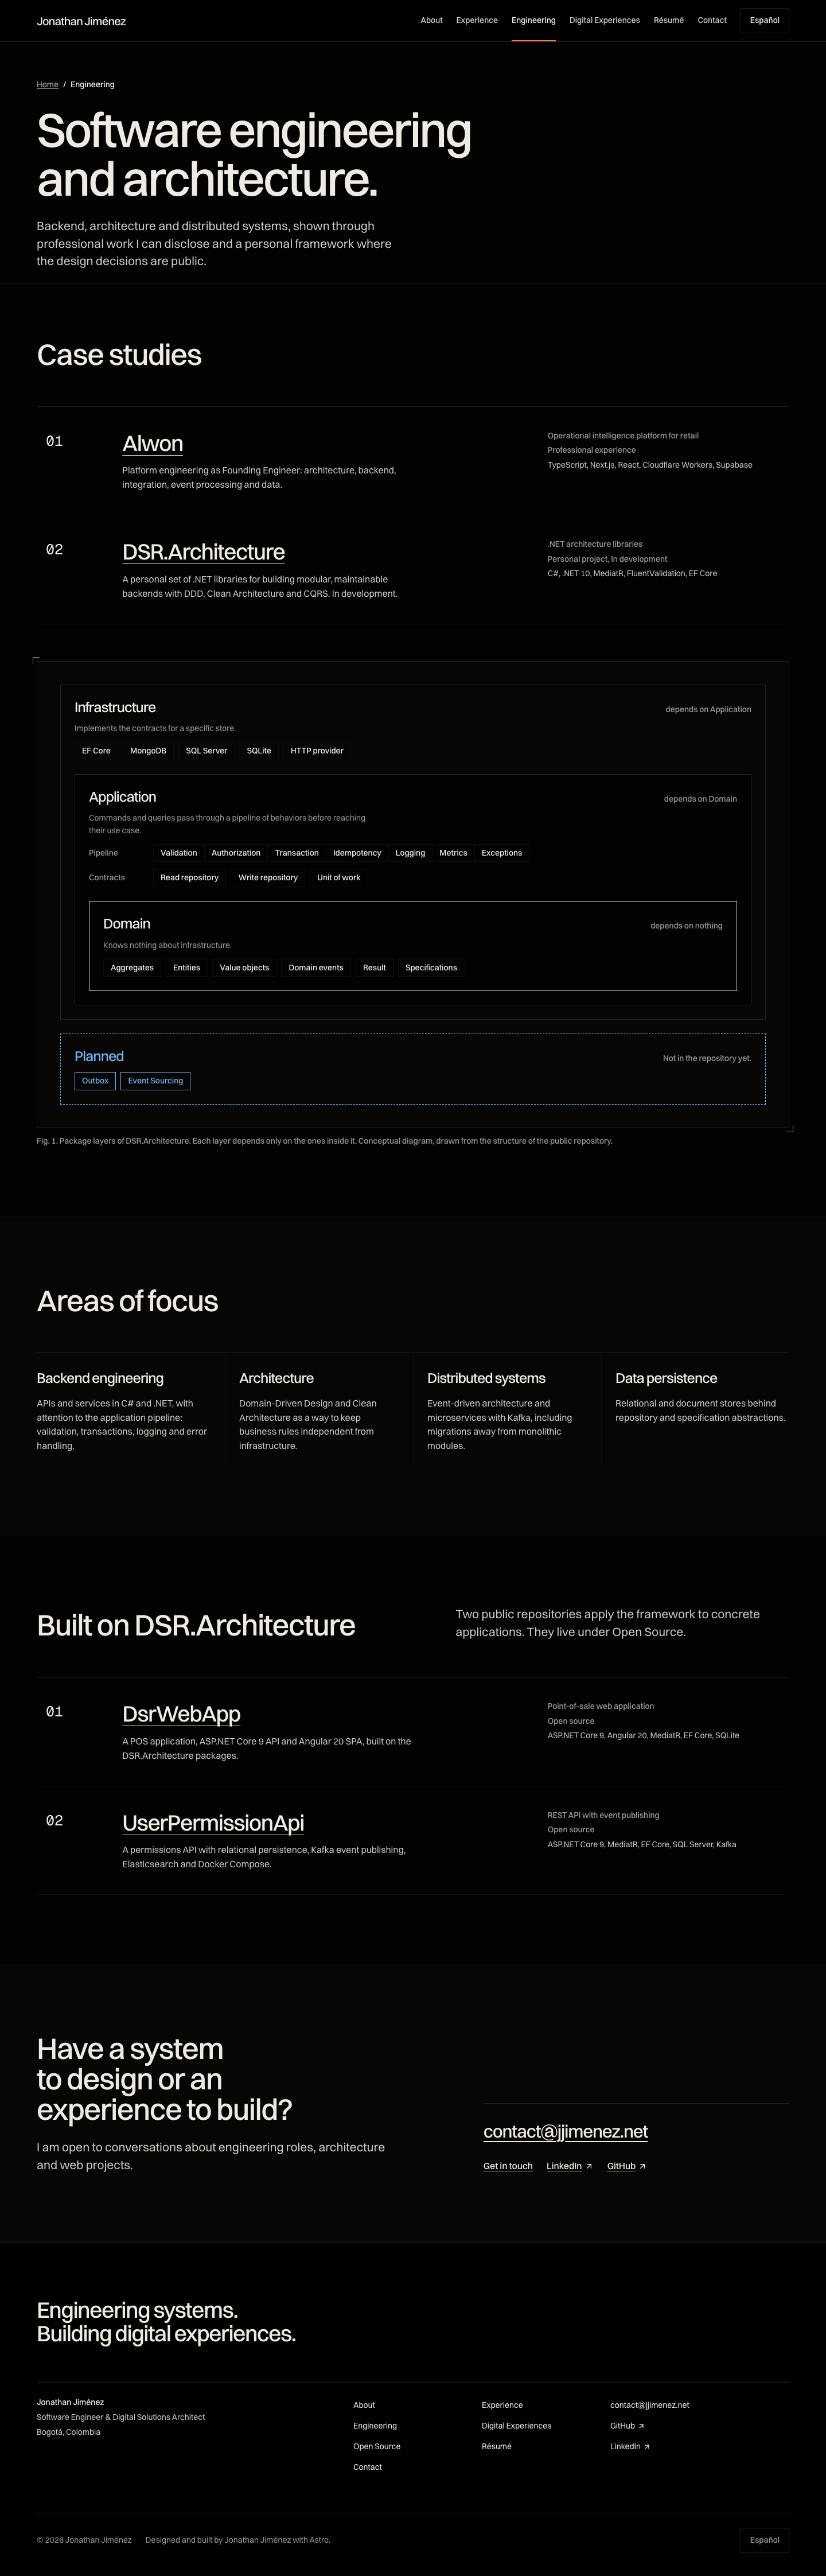 Jonathan Jiménez
About Experience Engineering Digital Experiences Résumé Contact Español
Home / Engineering
Software engineering
and architecture.
Backend, architecture and distributed systems, shown through
professional work I can disclose and a personal framework where
the design decisions are public.
Case studies
01
Alwon
Platform engineering as Founding Engineer: architecture, backend,
integration, event processing and data.
Operational intelligence platform for retail
Professional experience
TypeScript, Next.js, React, Cloudflare Workers, Supabase
02
DSR.Architecture
A personal set of .NET libraries for building modular, maintainable
backends with DDD, Clean Architecture and CQRS. In development.
.NET architecture libraries
Personal project, In development
C#, .NET 10, MediatR, FluentValidation, EF Core
Infrastructure
depends on Application
Implements the contracts for a specific store.
EF Core MongoDB SQL Server SQLite HTTP provider
Application
depends on Domain
Commands and queries pass through a pipeline of behaviors before reaching
their use case.
Pipeline Validation Authorization Transaction Idempotency Logging Metrics Exceptions
Contracts Read repository Write repository Unit of work
Domain
depends on nothing
Knows nothing about infrastructure.
Aggregates Entities Value objects Domain events Result Specifications
Planned
Not in the repository yet.
Outbox Event Sourcing
Fig. 1. Package layers of DSR.Architecture. Each layer depends only on the ones inside it. Conceptual diagram, drawn from the structure of the public repository.
Areas of focus
Backend engineering
APIs and services in C# and .NET, with
attention to the application pipeline:
validation, transactions, logging and error
handling.
Architecture
Domain-Driven Design and Clean
Architecture as a way to keep
business rules independent from
infrastructure.
Distributed systems
Event-driven architecture and
microservices with Kafka, including
migrations away from monolithic
modules.
Data persistence
Relational and document stores behind
repository and specification abstractions.
Built on DSR.Architecture
Two public repositories apply the framework to concrete
applications. They live under Open Source.
01
DsrWebApp
A POS application, ASP.NET Core 9 API and Angular 20 SPA, built on the
DSR.Architecture packages.
Point-of-sale web application
Open source
ASP.NET Core 9, Angular 20, MediatR, EF Core, SQLite
02
UserPermissionApi
A permissions API with relational persistence, Kafka event publishing,
Elasticsearch and Docker Compose.
REST API with event publishing
Open source
ASP.NET Core 9, MediatR, EF Core, SQL Server, Kafka
Have a system
to design or an
experience to build?
I am open to conversations about engineering roles, architecture
and web projects.
contact@jjimenez.net
Get in touch LinkedIn ↗ GitHub ↗
Engineering systems.
Building digital experiences.
Jonathan Jiménez
Software Engineer & Digital Solutions Architect
Bogotá, Colombia
About
Engineering
Open Source
Contact
Experience
Digital Experiences
Résumé
contact@jjimenez.net
GitHub ↗
LinkedIn ↗
© 2026 Jonathan Jiménez Designed and built by Jonathan Jiménez with Astro.
Español